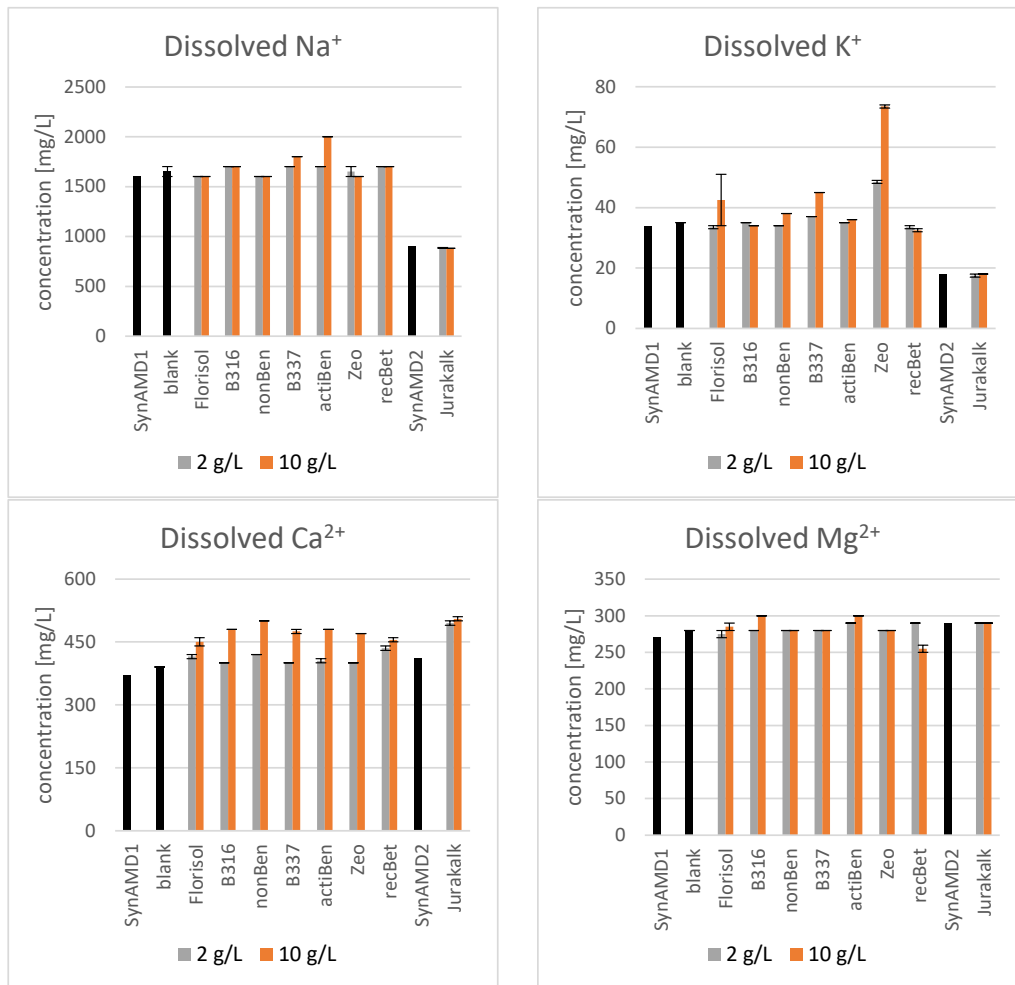 Dissolved Na⁺
concentration [mg/L]
2500
2000
1500
1000
500
0
SynAMD1
blank
Florisol
B316
nonBen
B337
actiBen
Zeo
recBet
SynAMD2
Jurakalk
2 g/L 10 g/L
Dissolved K⁺
concentration [mg/L]
80
60
40
20
0
SynAMD1
blank
Florisol
B316
nonBen
B337
actiBen
Zeo
recBet
SynAMD2
Jurakalk
2 g/L 10 g/L
Dissolved Ca²⁺
concentration [mg/L]
600
450
300
150
0
SynAMD1
blank
Florisol
B316
nonBen
B337
actiBen
Zeo
recBet
SynAMD2
Jurakalk
2 g/L 10 g/L
Dissolved Mg²⁺
concentration [mg/L]
350
300
250
200
150
100
50
0
SynAMD1
blank
Florisol
B316
nonBen
B337
actiBen
Zeo
recBet
SynAMD2
Jurakalk
2 g/L 10 g/L